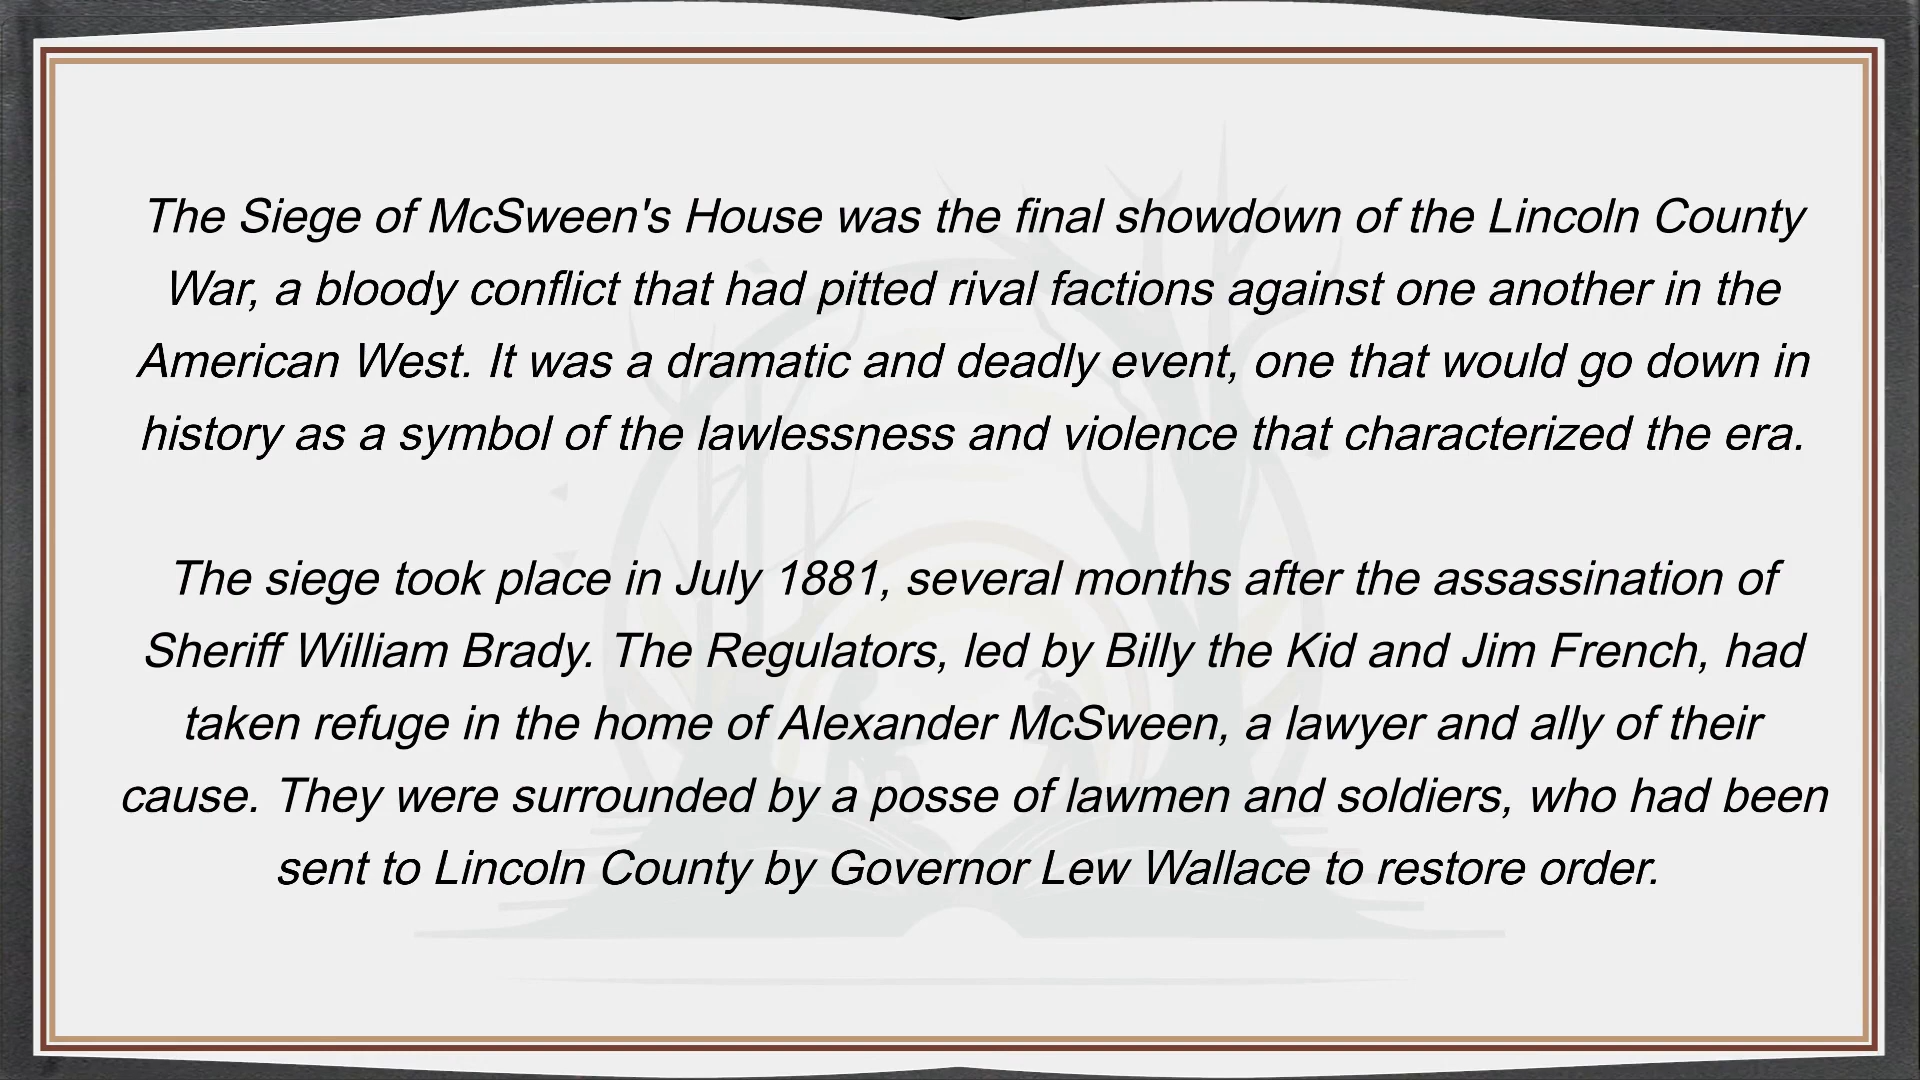 The Siege of McSween's House was the final showdown of the Lincoln County
War, a bloody conflict that had pitted rival factions against one another in the
American West. It was a dramatic and deadly event, one that would go down in
history as a symbol of the lawlessness and violence that characterized the era.
The siege took place in July 1881, several months after the assassination of
Sheriff William Brady. The Regulators, led by Billy the Kid and Jim French, had
taken refuge in the home of Alexander McSween, a lawyer and ally of their
cause. They were surrounded by a posse of lawmen and soldiers, who had been
sent to Lincoln County by Governor Lew Wallace to restore order.